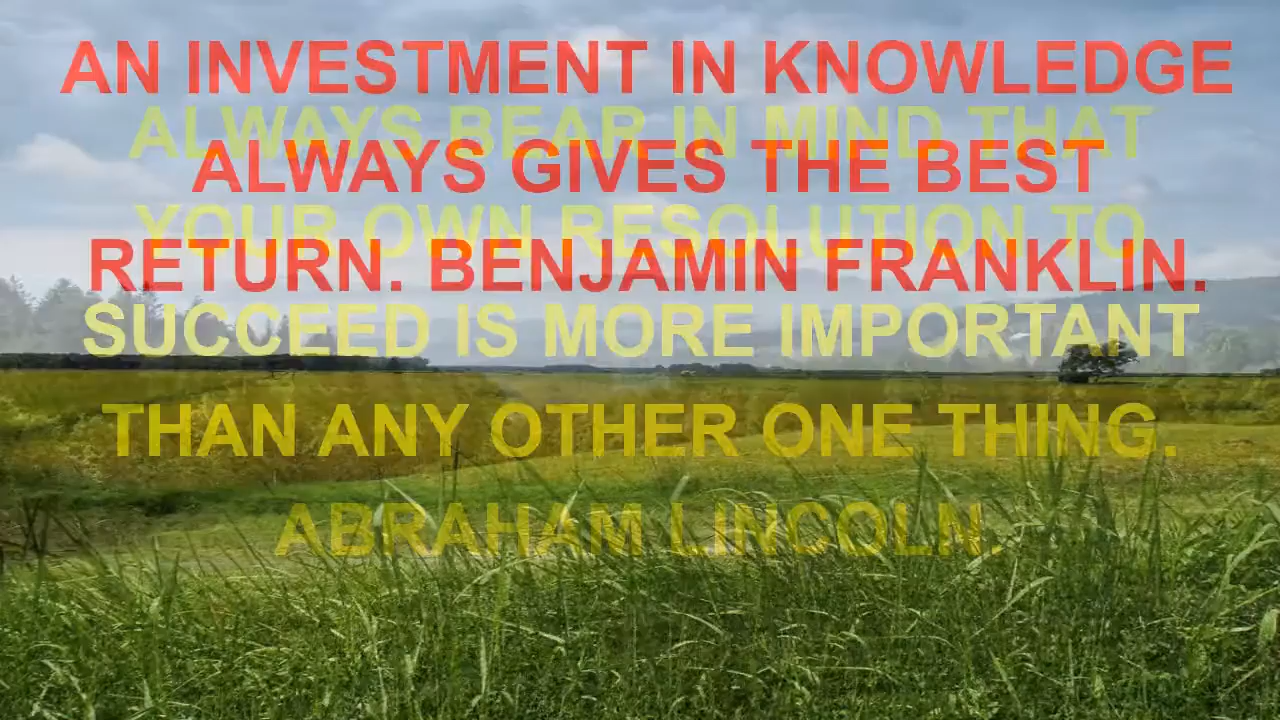 AN INVESTMENT IN KNOWLEDGE
ALWAYS GIVES THE BEST
RETURN. BENJAMIN FRANKLIN.
ALWAYS BEAR IN MIND THAT
YOUR OWN RESOLUTION TO
SUCCEED IS MORE IMPORTANT
THAN ANY OTHER ONE THING.
ABRAHAM LINCOLN.